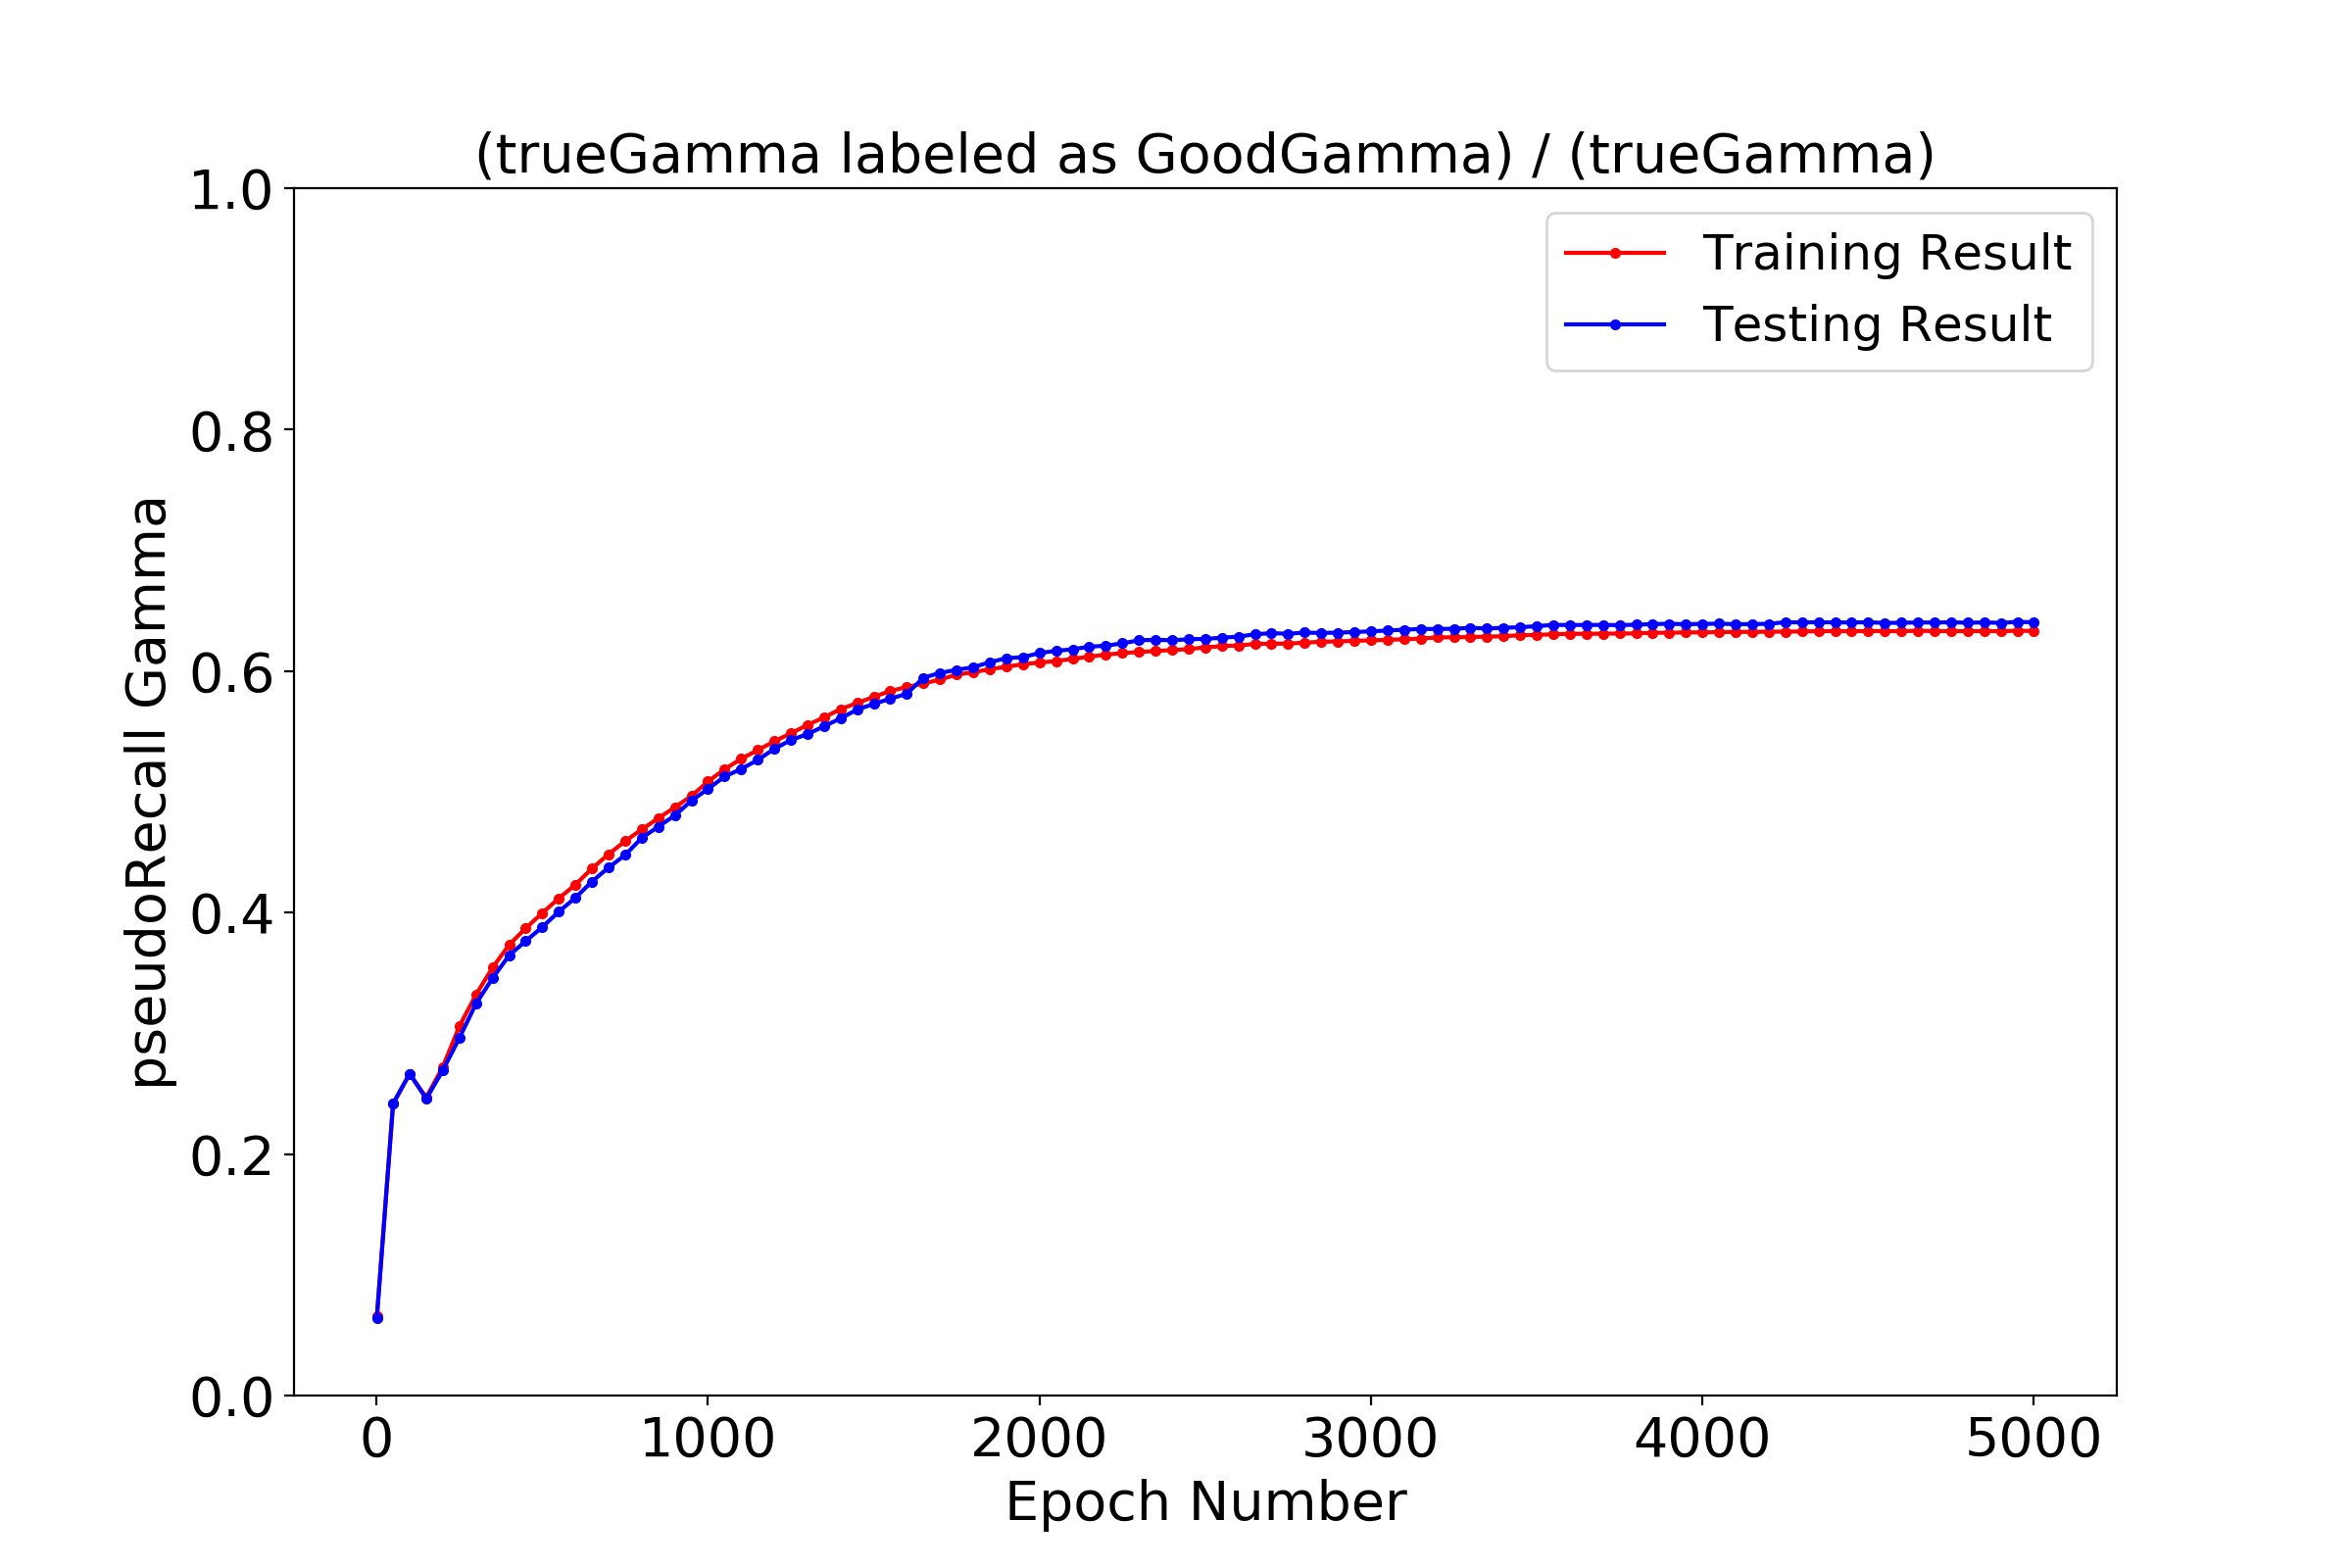 (trueGamma labeled as GoodGamma) / (trueGamma)
1.0
0.8
0.6
0.4
0.2
0.0
pseudoRecall Gamma
Training Result
Testing Result
0 1000 2000 3000 4000 5000
Epoch Number